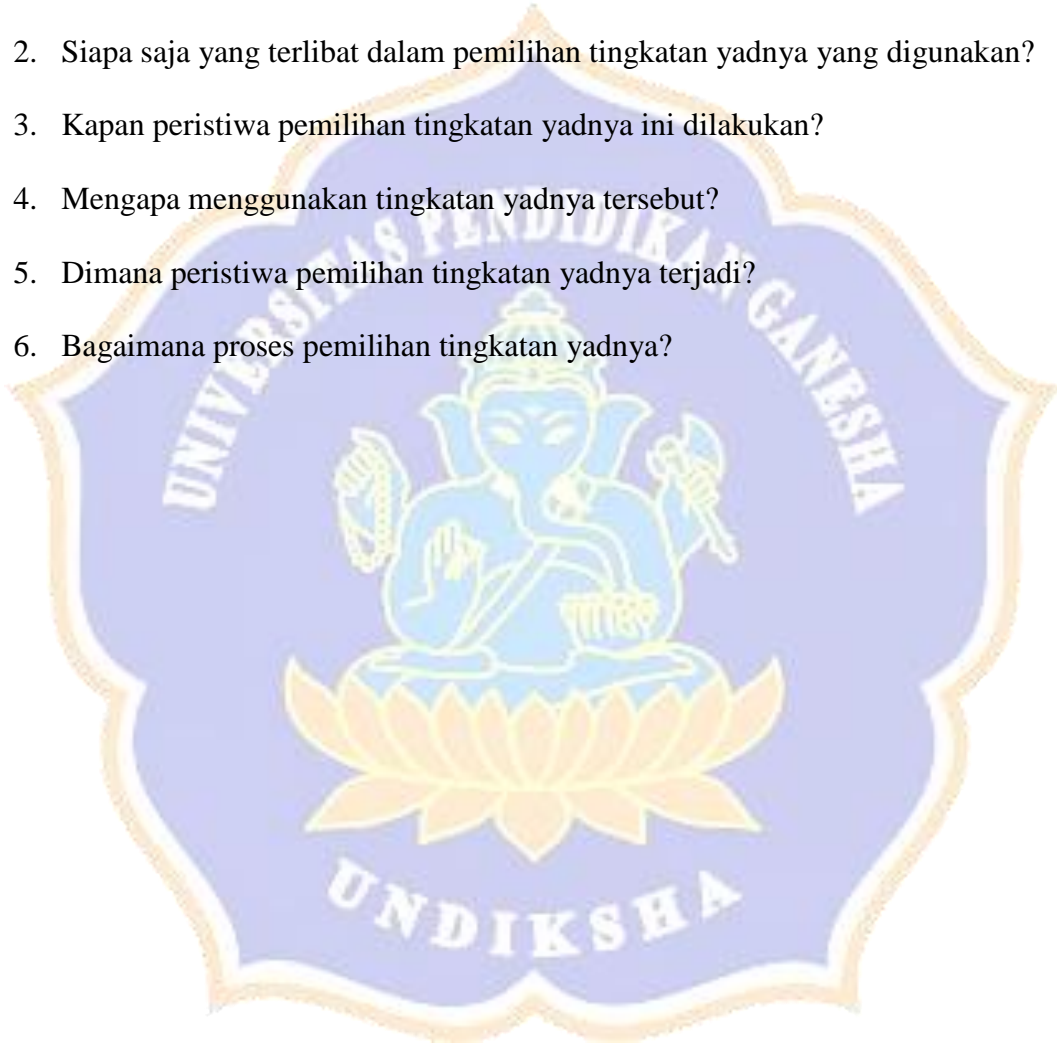 2. Siapa saja yang terlibat dalam pemilihan tingkatan yadnya yang digunakan?
3. Kapan peristiwa pemilihan tingkatan yadnya ini dilakukan?
4. Mengapa menggunakan tingkatan yadnya tersebut?
5. Dimana peristiwa pemilihan tingkatan yadnya terjadi?
6. Bagaimana proses pemilihan tingkatan yadnya?
UNIVERSITAS PENDIDIKAN GANESHA
UNDIKSHA